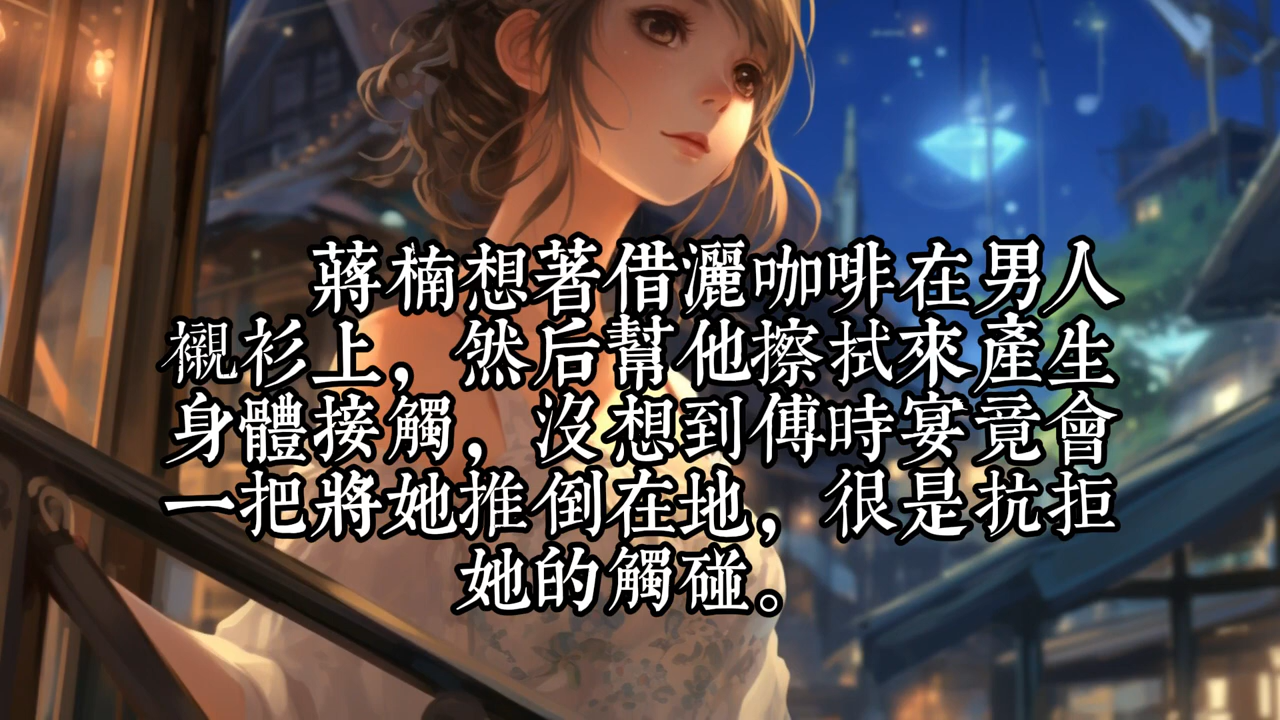 蔣楠想著借灑咖啡在男人
襯衫上，然后幫他擦拭來產生
身體接觸，沒想到傅時宴竟會
一把將她推倒在地，很是抗拒
她的觸碰。